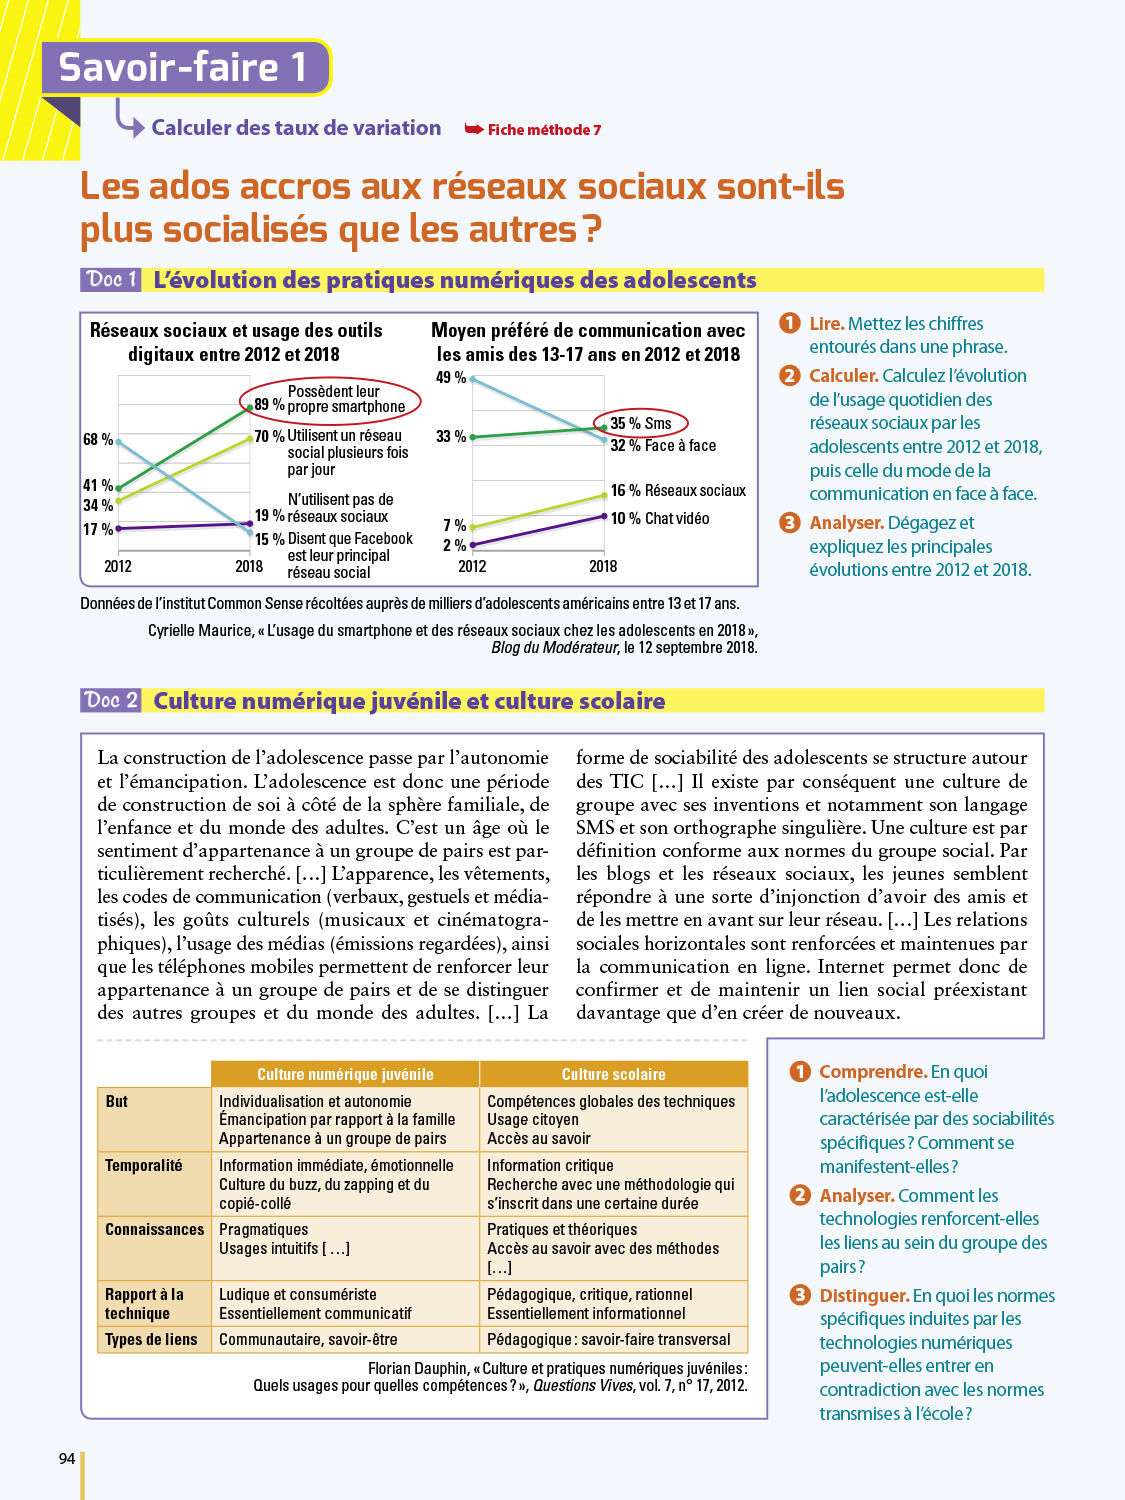 Savoir-faire 1
Calculer des taux de variation
Fiche méthode 7
Les ados accros aux réseaux sociaux sont-ils
plus socialisés que les autres ?
Doc 1 L'évolution des pratiques numériques des adolescents
Réseaux sociaux et usage des outils
digitaux entre 2012 et 2018
68 %
41 %
34 %
17 %
89 % Possèdent leur
propre smartphone
70 % Utilisent un réseau
social plusieurs fois
par jour
N'utilisent pas de
19 % réseaux sociaux
15 % Disent que Facebook
est leur principal
réseau social
2012
2018
Moyen préféré de communication avec
les amis des 13-17 ans en 2012 et 2018
49 %
33 %
7 %
2 %
35 % Sms
32 % Face à face
16 % Réseaux sociaux
10 % Chat vidéo
2012
2018
Données de l'institut Common Sense récoltées auprès de milliers d'adolescents américains entre 13 et 17 ans.
Cyrielle Maurice, « L'usage du smartphone et des réseaux sociaux chez les adolescents en 2018 »,
Blog du Modérateur, le 12 septembre 2018.
1 Lire. Mettez les chiffres
entourés dans une phrase.
2 Calculer. Calculez l'évolution
de l'usage quotidien des
réseaux sociaux par les
adolescents entre 2012 et 2018,
puis celle du mode de la
communication en face à face.
3 Analyser. Dégagez et
expliquez les principales
évolutions entre 2012 et 2018.
Doc 2 Culture numérique juvénile et culture scolaire
La construction de l'adolescence passe par l'autonomie
et l'émancipation. L'adolescence est donc une période
de construction de soi à côté de la sphère familiale, de
l'enfance et du monde des adultes. C'est un âge où le
sentiment d'appartenance à un groupe de pairs est par-
ticulièrement recherché. […] L'apparence, les vêtements,
les codes de communication (verbaux, gestuels et média-
tisés), les goûts culturels (musicaux et cinématogra-
phiques), l'usage des médias (émissions regardées), ainsi
que les téléphones mobiles permettent de renforcer leur
appartenance à un groupe de pairs et de se distinguer
des autres groupes et du monde des adultes. […] La
forme de sociabilité des adolescents se structure autour
des TIC […] Il existe par conséquent une culture de
groupe avec ses inventions et notamment son langage
SMS et son orthographe singulière. Une culture est par
définition conforme aux normes du groupe social. Par
les blogs et les réseaux sociaux, les jeunes semblent
répondre à une sorte d'injonction d'avoir des amis et
de les mettre en avant sur leur réseau. […] Les relations
sociales horizontales sont renforcées et maintenues par
la communication en ligne. Internet permet donc de
confirmer et de maintenir un lien social préexistant
davantage que d'en créer de nouveaux.
Culture numérique juvénile
Culture scolaire
But
Individualisation et autonomie
Émancipation par rapport à la famille
Appartenance à un groupe de pairs
Compétences globales des techniques
Usage citoyen
Accès au savoir
Temporalité
Information immédiate, émotionnelle
Culture du buzz, du zapping et du
copié-collé
Information critique
Recherche avec une méthodologie qui
s'inscrit dans une certaine durée
Connaissances
Pragmatiques
Usages intuitifs [ …]
Pratiques et théoriques
Accès au savoir avec des méthodes
[…]
Rapport à la
technique
Ludique et consumériste
Essentiellement communicatif
Pédagogique, critique, rationnel
Essentiellement informationnel
Types de liens
Communautaire, savoir-être
Pédagogique : savoir-faire transversal
Florian Dauphin, « Culture et pratiques numériques juvéniles :
Quels usages pour quelles compétences ? », Questions Vives, vol. 7, n° 17, 2012.
1 Comprendre. En quoi
l'adolescence est-elle
caractérisée par des sociabilités
spécifiques ? Comment se
manifestent-elles ?
2 Analyser. Comment les
technologies renforcent-elles
les liens au sein du groupe des
pairs ?
3 Distinguer. En quoi les normes
spécifiques induites par les
technologies numériques
peuvent-elles entrer en
contradiction avec les normes
transmises à l'école ?
94